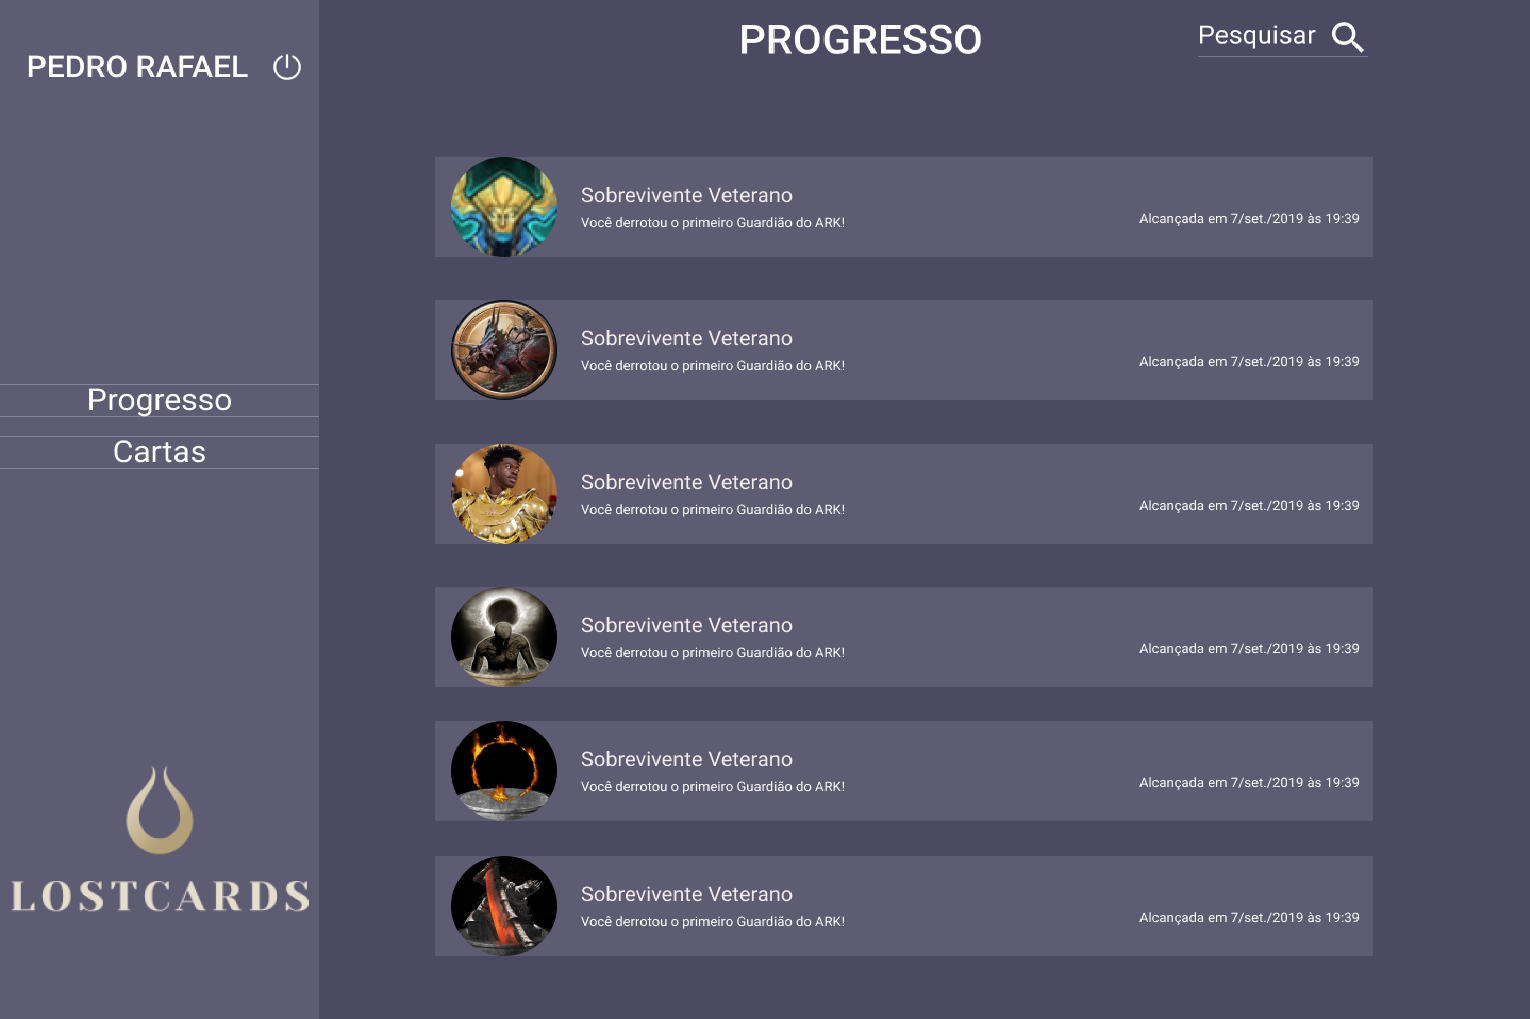 PEDRO RAFAEL
Progresso
Cartas
LOSTCARDS
PROGRESSO
Pesquisar
Sobrevivente Veterano
Você derrotou o primeiro Guardião do ARK!
Alcançada em 7/set./2019 às 19:39
Sobrevivente Veterano
Você derrotou o primeiro Guardião do ARK!
Alcançada em 7/set./2019 às 19:39
Sobrevivente Veterano
Você derrotou o primeiro Guardião do ARK!
Alcançada em 7/set./2019 às 19:39
Sobrevivente Veterano
Você derrotou o primeiro Guardião do ARK!
Alcançada em 7/set./2019 às 19:39
Sobrevivente Veterano
Você derrotou o primeiro Guardião do ARK!
Alcançada em 7/set./2019 às 19:39
Sobrevivente Veterano
Você derrotou o primeiro Guardião do ARK!
Alcançada em 7/set./2019 às 19:39